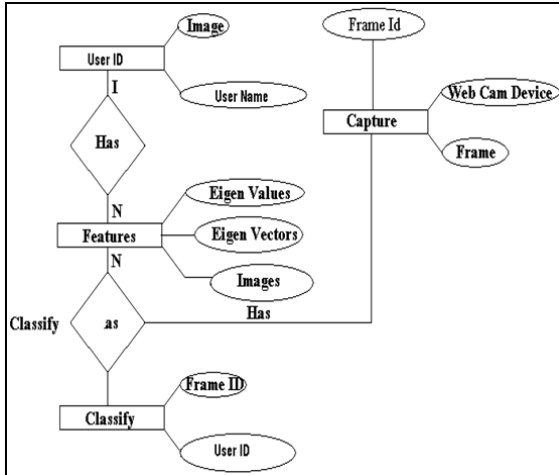 Image
Frame Id
User ID
I
User Name
Web Cam Device
Capture
Has
Frame
N
Eigen Values
Features
Eigen Vectors
N
Images
Has
Classify
as
Frame ID
Classify
User ID